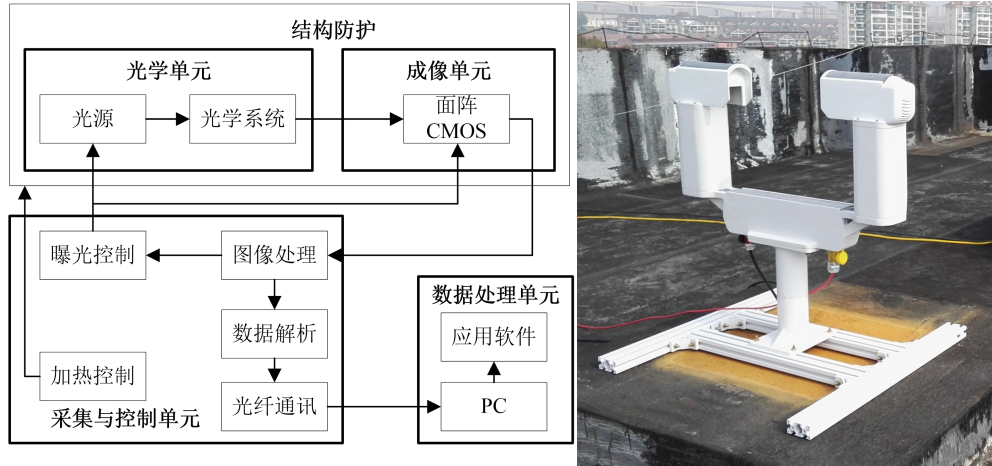 结构防护
光学单元
成像单元
光源
光学系统
面阵
CMOS
曝光控制
图像处理
数据解析
加热控制
光纤通讯
采集与控制单元
数据处理单元
应用软件
PC